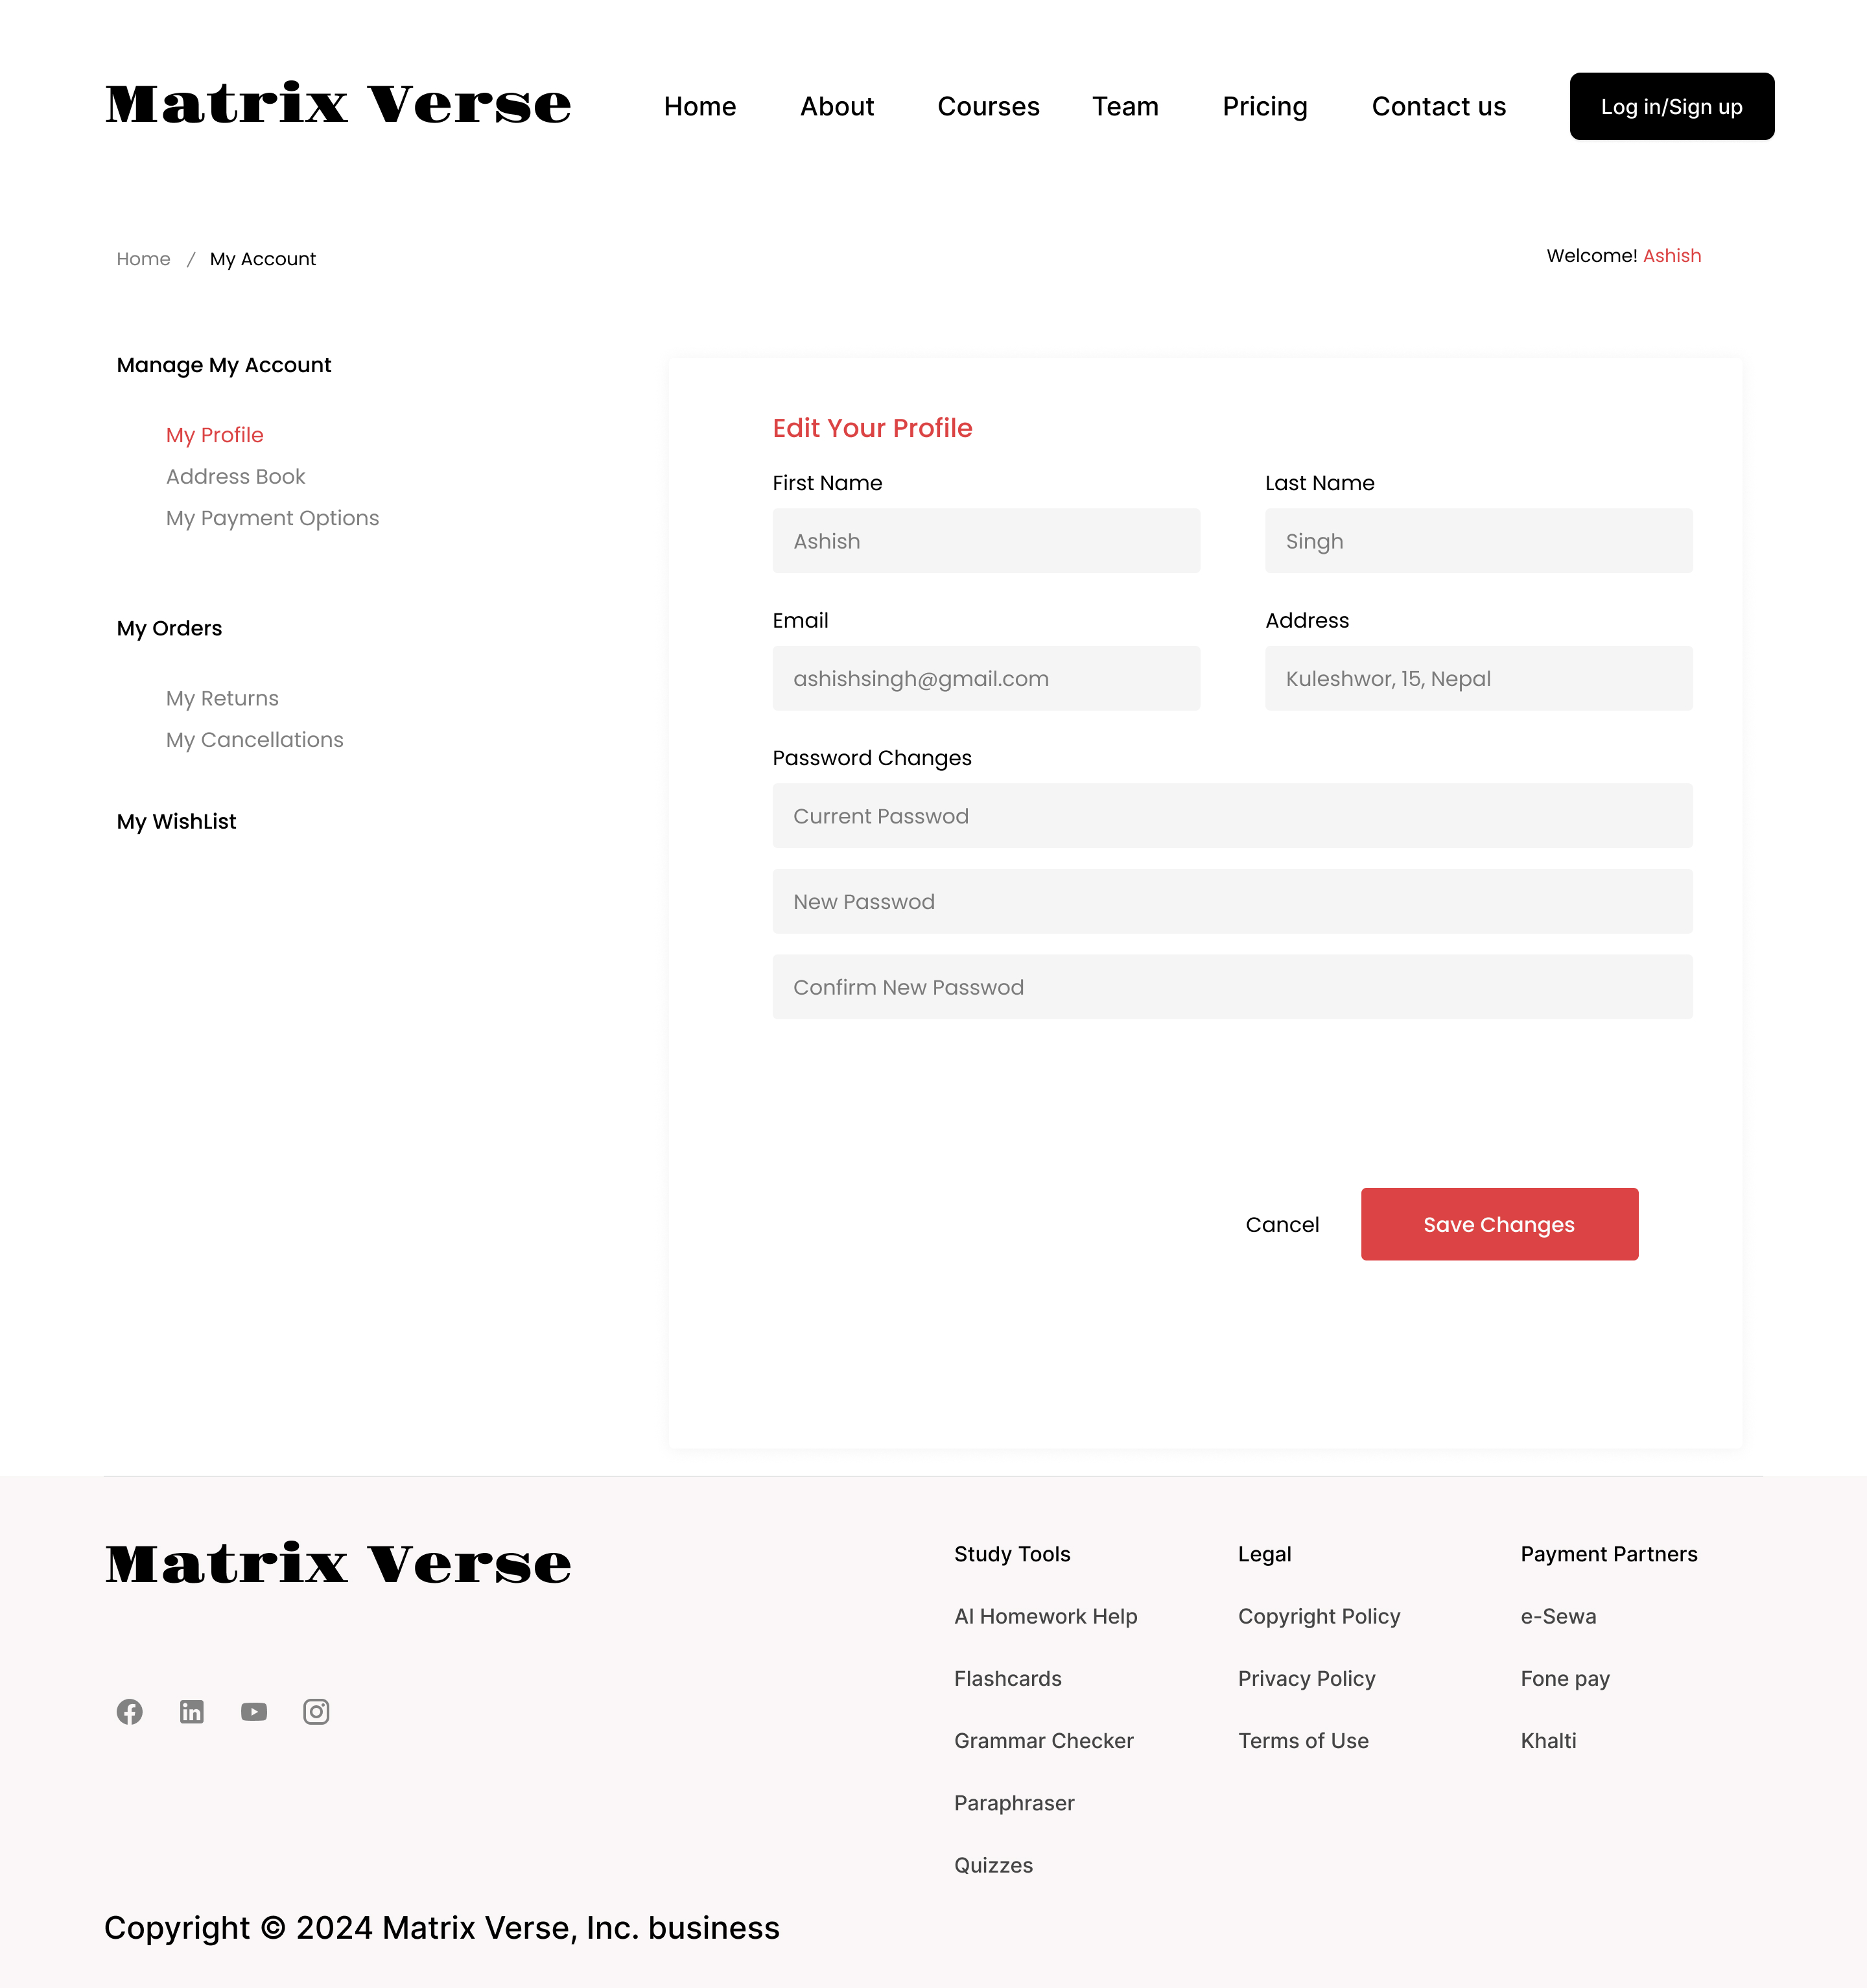 Matrix Verse Home About Courses Team Pricing Contact us Log in/Sign up
Home / My Account
Welcome! Ashish
Manage My Account
My Profile
Address Book
My Payment Options
My Orders
My Returns
My Cancellations
My WishList
Edit Your Profile
First Name Last Name
Ashish Singh
Email Address
ashishsingh@gmail.com Kuleshwor, 15, Nepal
Password Changes
Current Passwod
New Passwod
Confirm New Passwod
Cancel Save Changes
Matrix Verse
Study Tools
AI Homework Help
Flashcards
Grammar Checker
Paraphraser
Quizzes
Legal
Copyright Policy
Privacy Policy
Terms of Use
Payment Partners
e-Sewa
Fone pay
Khalti
Copyright © 2024 Matrix Verse, Inc. business